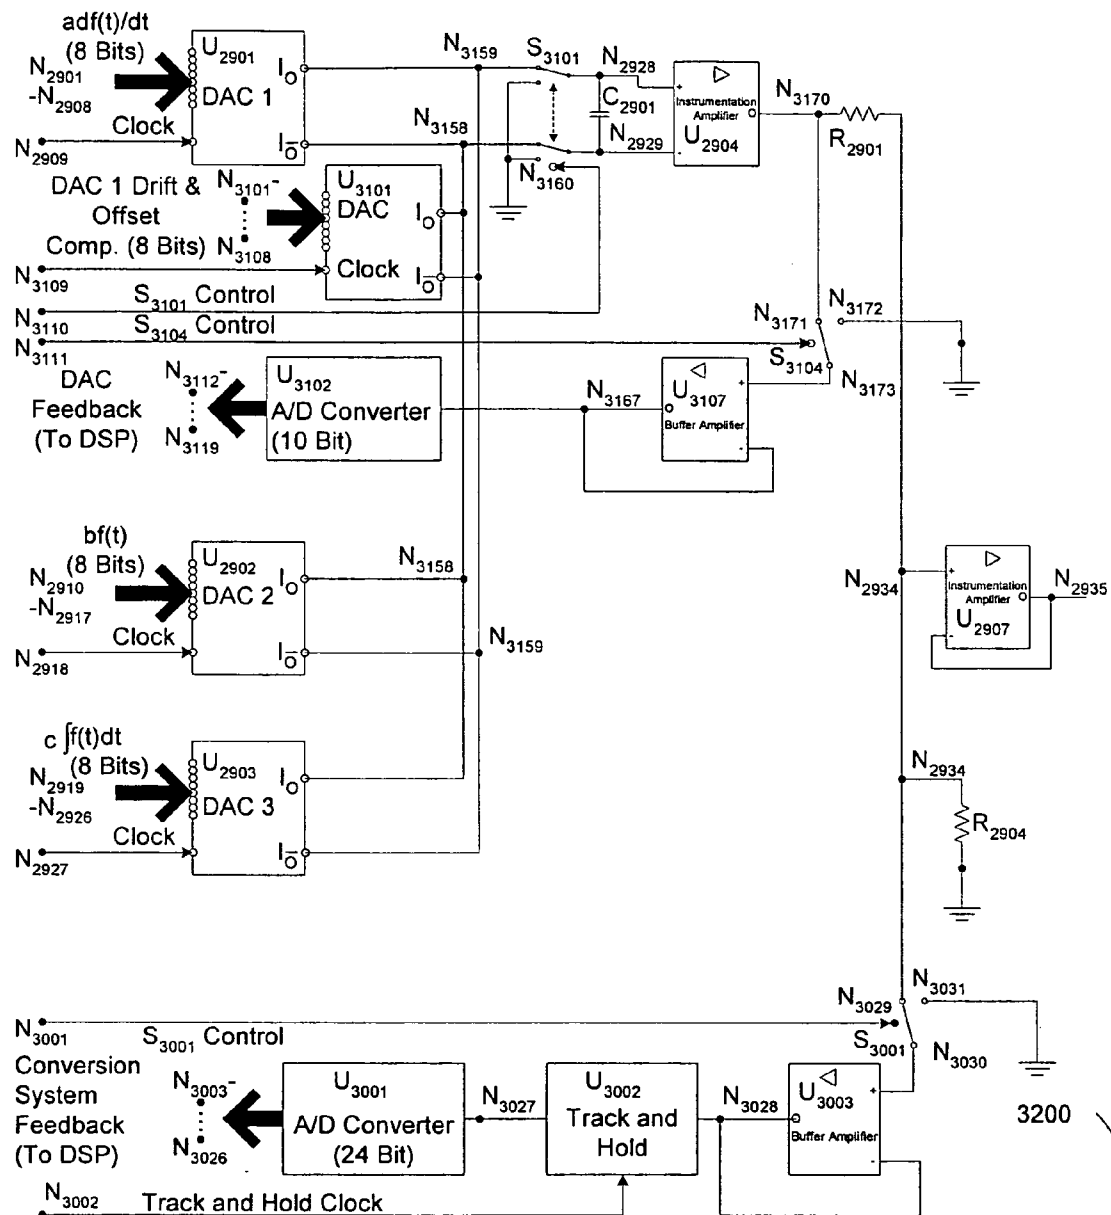 adf(t)/dt
(8 Bits)
N2901
-N2908
U2901
DAC 1
IO
IO
Clock
N2909
N3159
N3158
S3101
N2928
C2901
N2929
N3160
Instrumentation
Amplifier
U2904
N3170
R2901
DAC 1 Drift &
Offset
Comp. (8 Bits)
N3101-
N3108
U3101
DAC
IO
IO
Clock
N3109
S3101 Control
N3110
S3104 Control
N3111
N3171
N3172
S3104
N3173
DAC
Feedback
(To DSP)
N3112-
N3119
U3102
A/D Converter
(10 Bit)
N3167
U3107
Buffer Amplifier
bf(t)
(8 Bits)
N2910
-N2917
U2902
DAC 2
IO
IO
Clock
N2918
N3158
N3159
N2934
Instrumentation
Amplifier
U2907
N2935
c ∫f(t)dt
(8 Bits)
N2919
-N2926
U2903
DAC 3
IO
IO
Clock
N2927
N2934
R2904
N3029
N3031
S3001
N3030
N3001
S3001 Control
Conversion
System
Feedback
(To DSP)
N3003-
N3026
U3001
A/D Converter
(24 Bit)
N3027
U3002
Track and
Hold
N3028
U3003
Buffer Amplifier
3200
N3002
Track and Hold Clock
+
-
+
-
+
-
+
-